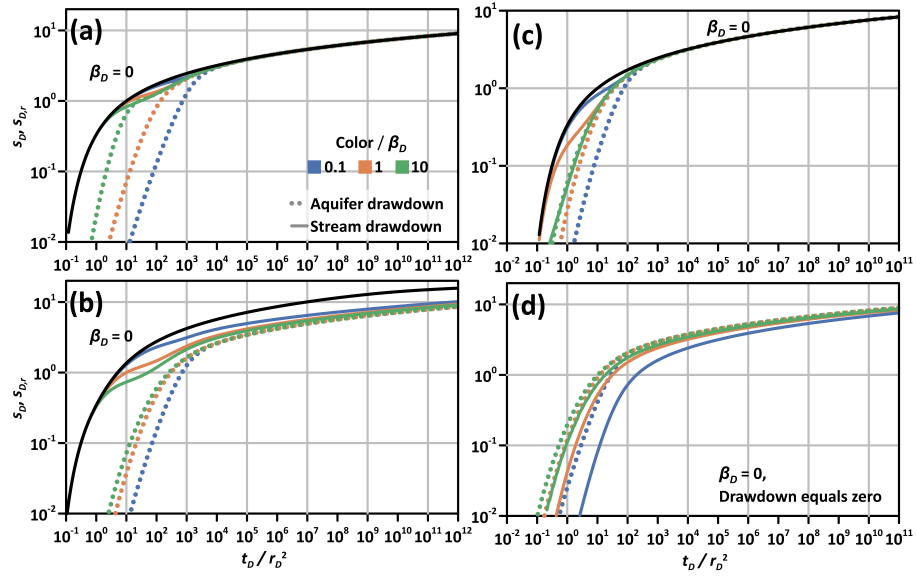 (a)
β_D = 0
s_D, s_{D,r}
10^1
10^0
10^-1
10^-2
Color / β_D
0.1 1 10
Aquifer drawdown
Stream drawdown
10^-1 10^0 10^1 10^2 10^3 10^4 10^5 10^6 10^7 10^8 10^9 10^10 10^11 10^12
(c)
β_D = 0
10^1
10^0
10^-1
10^-2
10^-2 10^-1 10^0 10^1 10^2 10^3 10^4 10^5 10^6 10^7 10^8 10^9 10^10 10^11
(b)
β_D = 0
s_D, s_{D,r}
10^1
10^0
10^-1
10^-2
10^-1 10^0 10^1 10^2 10^3 10^4 10^5 10^6 10^7 10^8 10^9 10^10 10^11 10^12
t_D / r_D^2
(d)
10^1
10^0
10^-1
10^-2
β_D = 0,
Drawdown equals zero
10^-2 10^-1 10^0 10^1 10^2 10^3 10^4 10^5 10^6 10^7 10^8 10^9 10^10 10^11
t_D / r_D^2